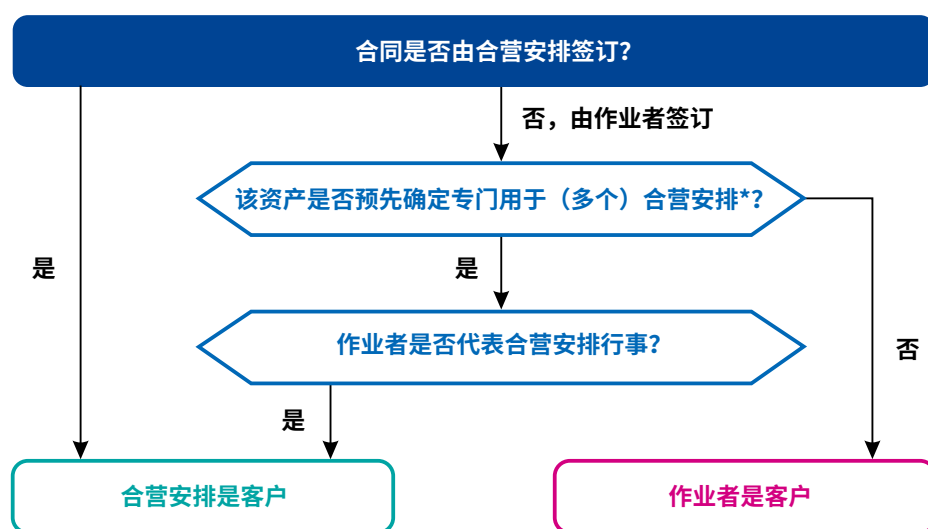 合同是否由合营安排签订？
否，由作业者签订
该资产是否预先确定专门用于（多个）合营安排*？
是
是
作业者是否代表合营安排行事？
否
是
合营安排是客户
作业者是客户